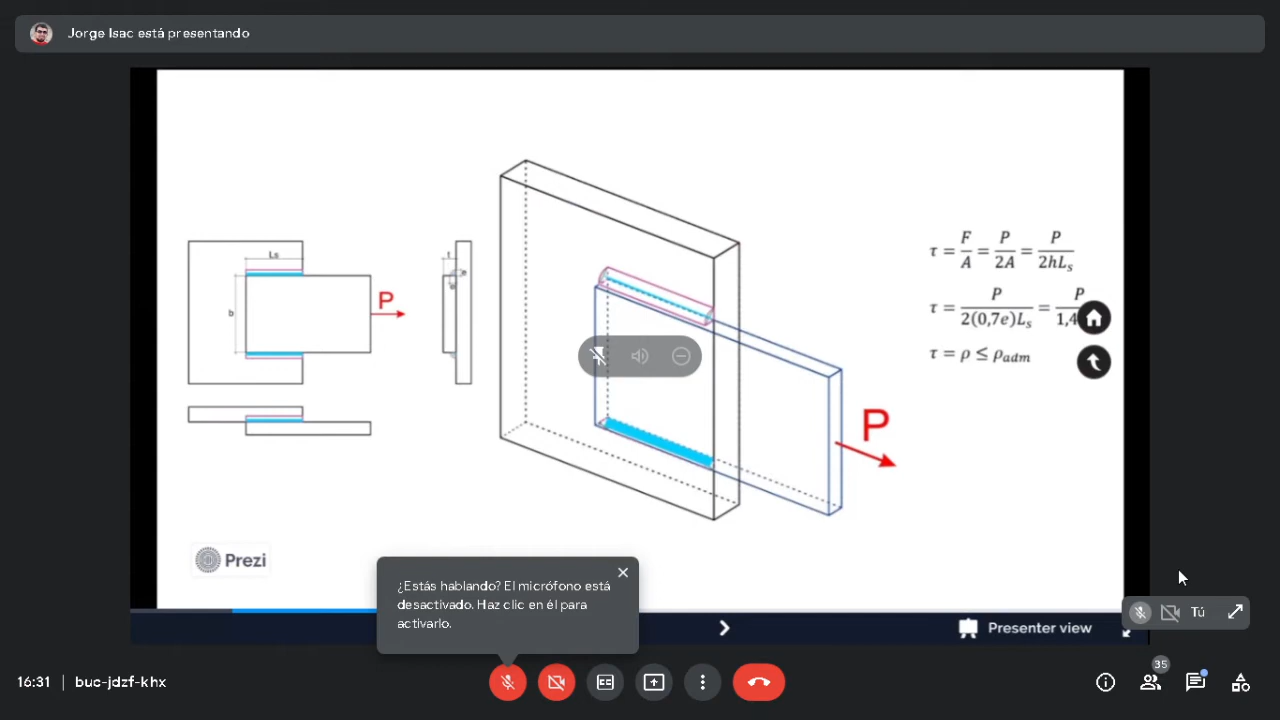 Jorge Isac está presentando
Ls
b
P
t
e
e
P
τ = F/A = P/2A = P/2hLₛ
τ = P/2(0,7e)Lₛ = P/1,4
τ = ρ ≤ ρₐdₘ
Prezi
¿Estás hablando? El micrófono está
desactivado. Haz clic en él para
activarlo.
Presenter view
Tú
16:31 | buc-jdzf-khx
35